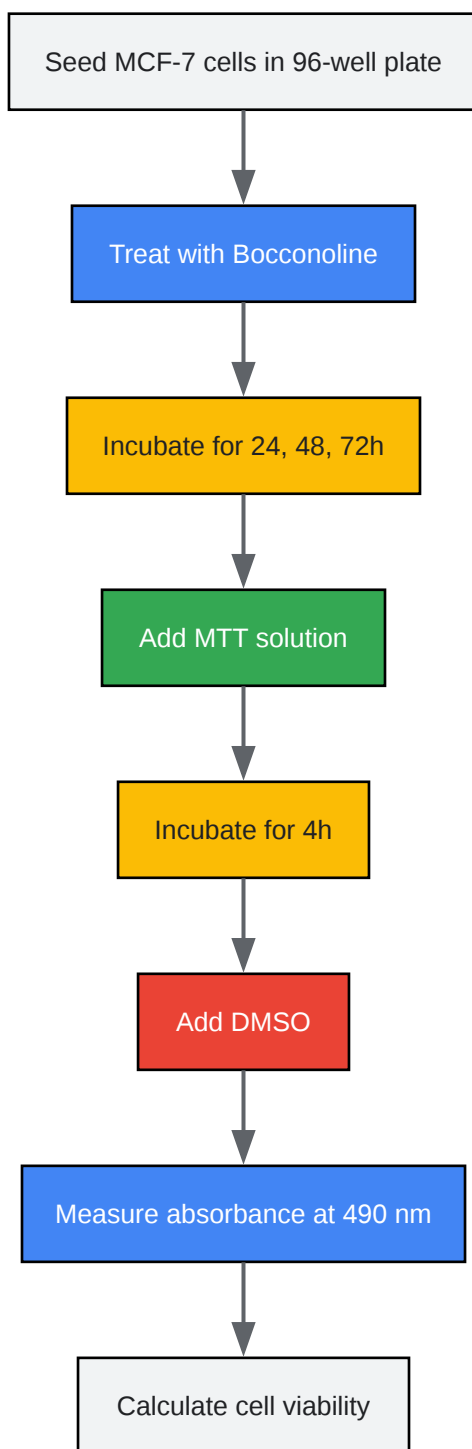 Seed MCF-7 cells in 96-well plate
Treat with Bocconoline
Incubate for 24, 48, 72h
Add MTT solution
Incubate for 4h
Add DMSO
Measure absorbance at 490 nm
Calculate cell viability